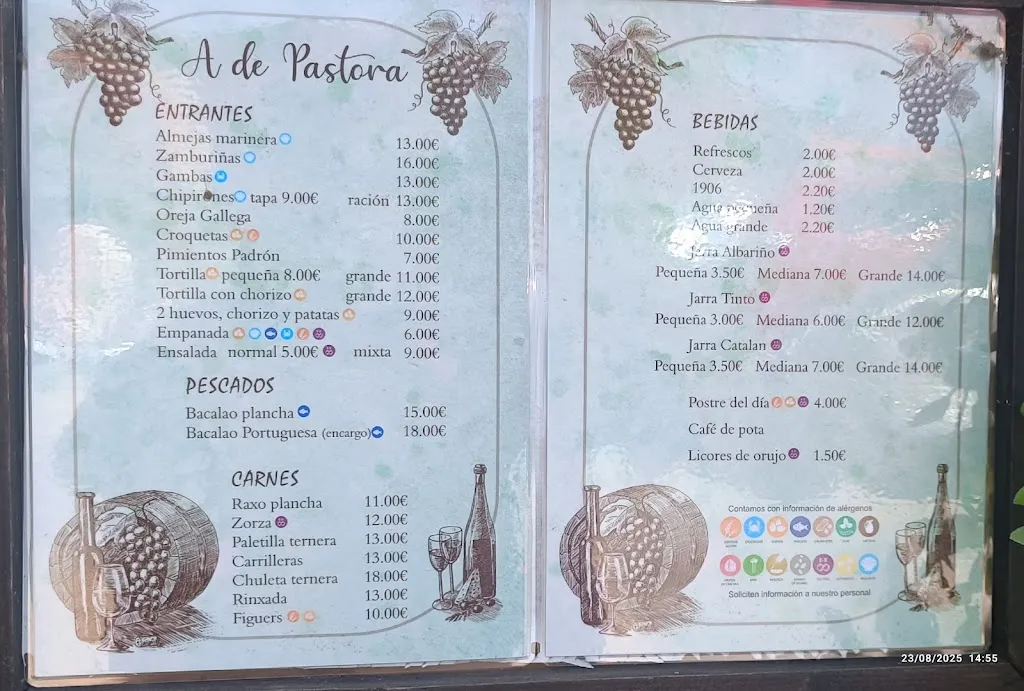 A de Pastora
ENTRANTES
Almejas marinera 13.00€
Zamburiñas 16.00€
Gambas 13.00€
Chipirones tapa 9.00€ ración 13.00€
Oreja Gallega 8.00€
Croquetas 10.00€
Pimientos Padrón 7.00€
Tortilla pequeña 8.00€ grande 11.00€
Tortilla con chorizo grande 12.00€
2 huevos, chorizo y patatas 9.00€
Empanada 6.00€
Ensalada normal 5.00€ mixta 9.00€
PESCADOS
Bacalao plancha 15.00€
Bacalao Portuguesa (encargo) 18.00€
CARNES
Raxo plancha 11.00€
Zorza 12.00€
Paletilla ternera 13.00€
Carrilleras 13.00€
Chuleta ternera 18.00€
Rinxada 13.00€
Figuers 10.00€
BEBIDAS
Refrescos 2.00€
Cerveza 2.00€
1906 2.20€
Agua pequeña 1.20€
Agua grande 2.20€
Jarra Albariño
Pequeña 3.50€ Mediana 7.00€ Grande 14.00€
Jarra Tinto
Pequeña 3.00€ Mediana 6.00€ Grande 12.00€
Jarra Catalan
Pequeña 3.50€ Mediana 7.00€ Grande 14.00€
Postre del día 4.00€
Café de pota
Licores de orujo 1.50€
Contamos con información de alérgenos
Soliciten información a nuestro personal
23/08/2025 14:55